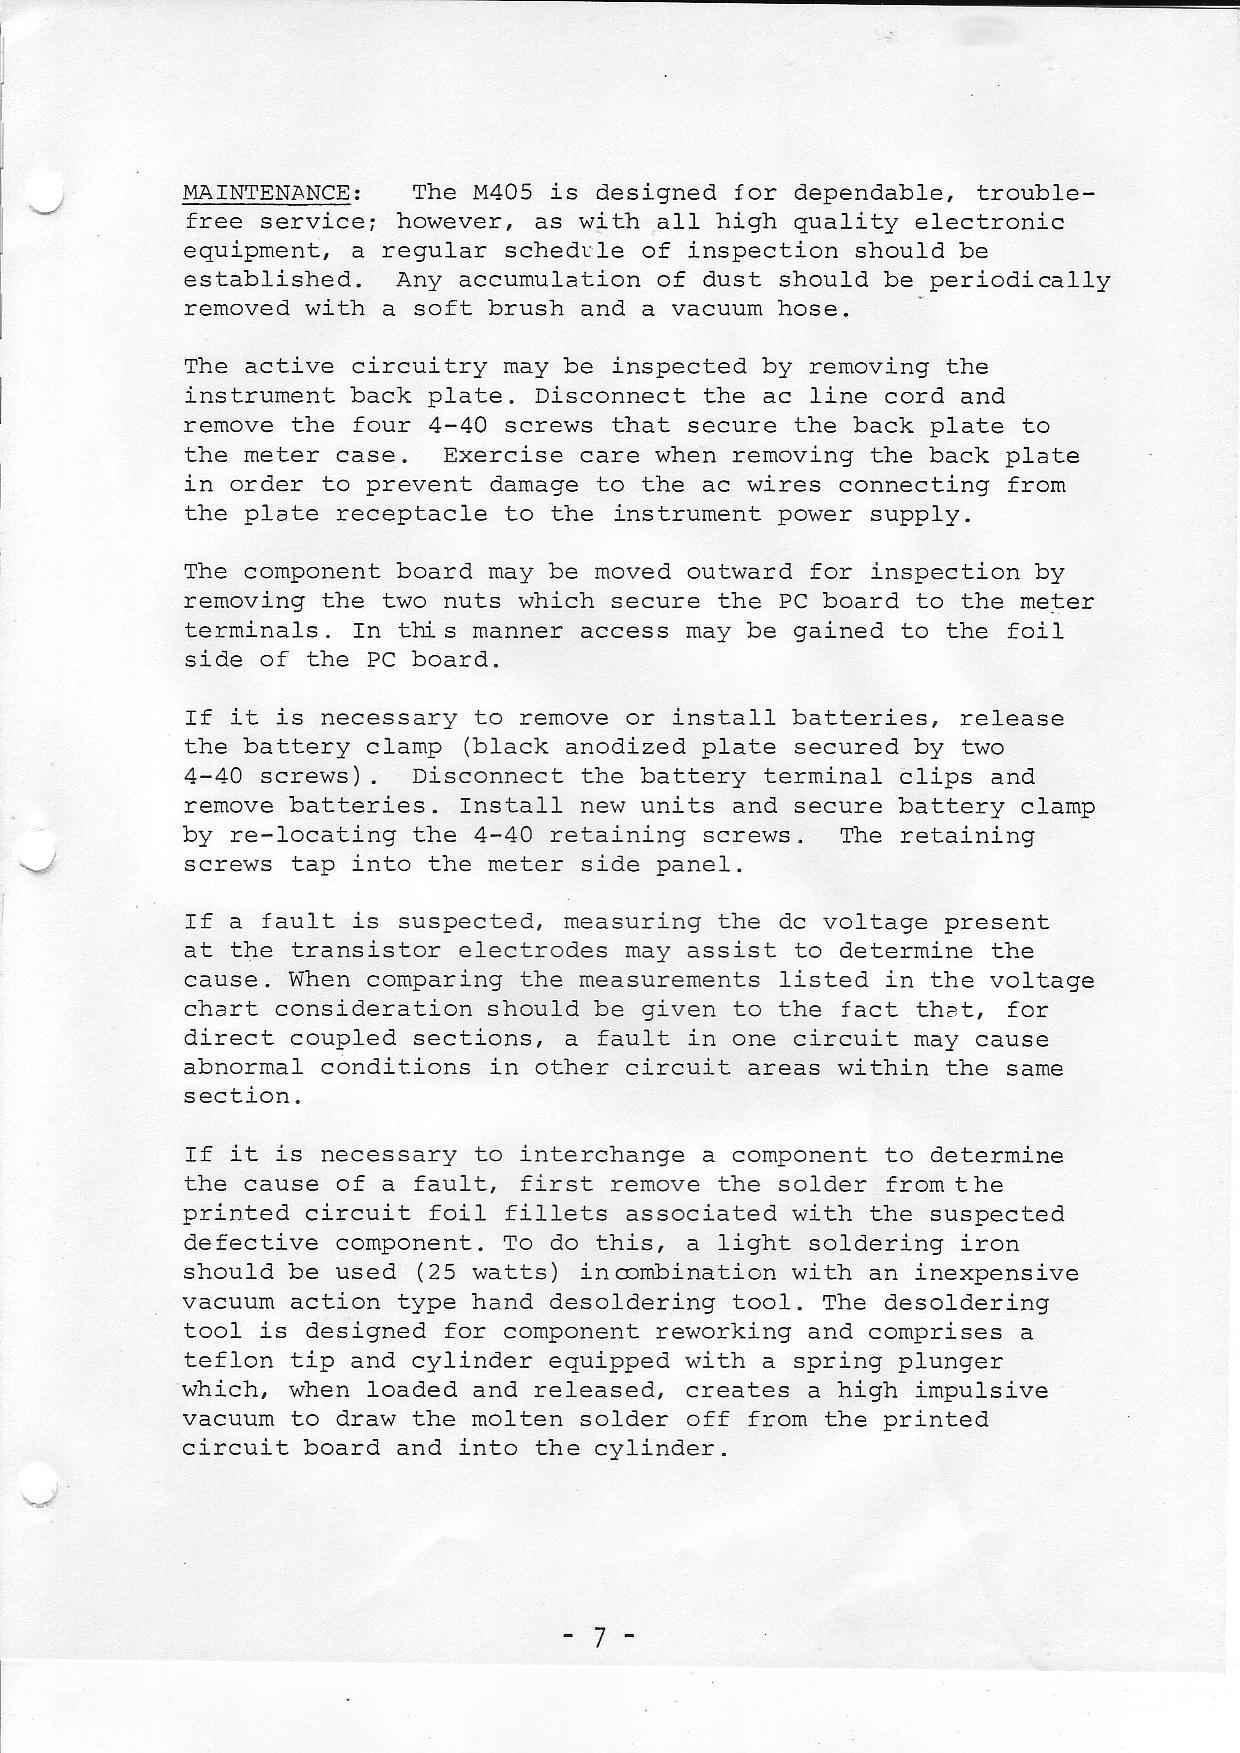 MAINTENANCE: The M405 is designed for dependable, trouble-
free service; however, as with all high quality electronic
equipment, a regular schedule of inspection should be
established. Any accumulation of dust should be periodically
removed with a soft brush and a vacuum hose.
The active circuitry may be inspected by removing the
instrument back plate. Disconnect the ac line cord and
remove the four 4-40 screws that secure the back plate to
the meter case. Exercise care when removing the back plate
in order to prevent damage to the ac wires connecting from
the plate receptacle to the instrument power supply.
The component board may be moved outward for inspection by
removing the two nuts which secure the PC board to the meter
terminals. In this manner access may be gained to the foil
side of the PC board.
If it is necessary to remove or install batteries, release
the battery clamp (black anodized plate secured by two
4-40 screws). Disconnect the battery terminal clips and
remove batteries. Install new units and secure battery clamp
by re-locating the 4-40 retaining screws. The retaining
screws tap into the meter side panel.
If a fault is suspected, measuring the dc voltage present
at the transistor electrodes may assist to determine the
cause. When comparing the measurements listed in the voltage
chart consideration should be given to the fact that, for
direct coupled sections, a fault in one circuit may cause
abnormal conditions in other circuit areas within the same
section.
If it is necessary to interchange a component to determine
the cause of a fault, first remove the solder from the
printed circuit foil fillets associated with the suspected
defective component. To do this, a light soldering iron
should be used (25 watts) in combination with an inexpensive
vacuum action type hand desoldering tool. The desoldering
tool is designed for component reworking and comprises a
teflon tip and cylinder equipped with a spring plunger
which, when loaded and released, creates a high impulsive
vacuum to draw the molten solder off from the printed
circuit board and into the cylinder.
- 7 -